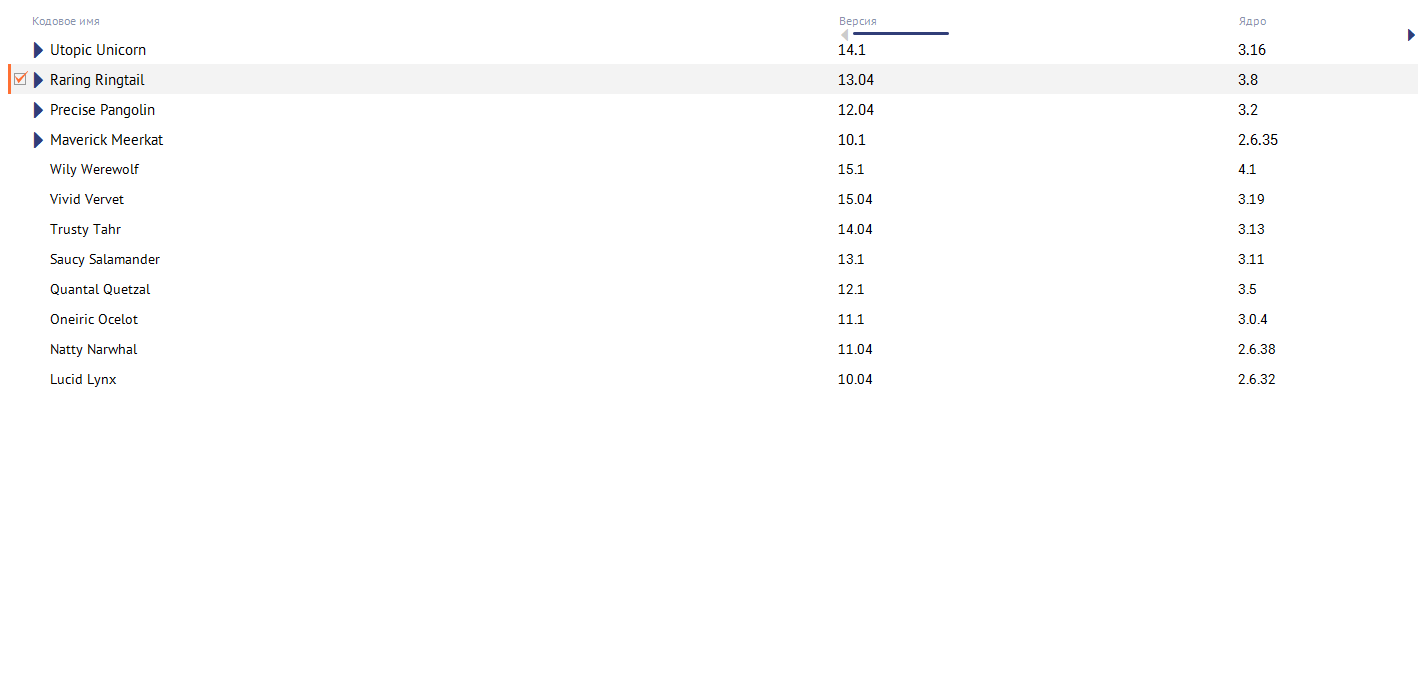 Кодовое имя Версия Ядро
Utopic Unicorn 14.1 3.16
Raring Ringtail 13.04 3.8
Precise Pangolin 12.04 3.2
Maverick Meerkat 10.1 2.6.35
Wily Werewolf 15.1 4.1
Vivid Vervet 15.04 3.19
Trusty Tahr 14.04 3.13
Saucy Salamander 13.1 3.11
Quantal Quetzal 12.1 3.5
Oneiric Ocelot 11.1 3.0.4
Natty Narwhal 11.04 2.6.38
Lucid Lynx 10.04 2.6.32